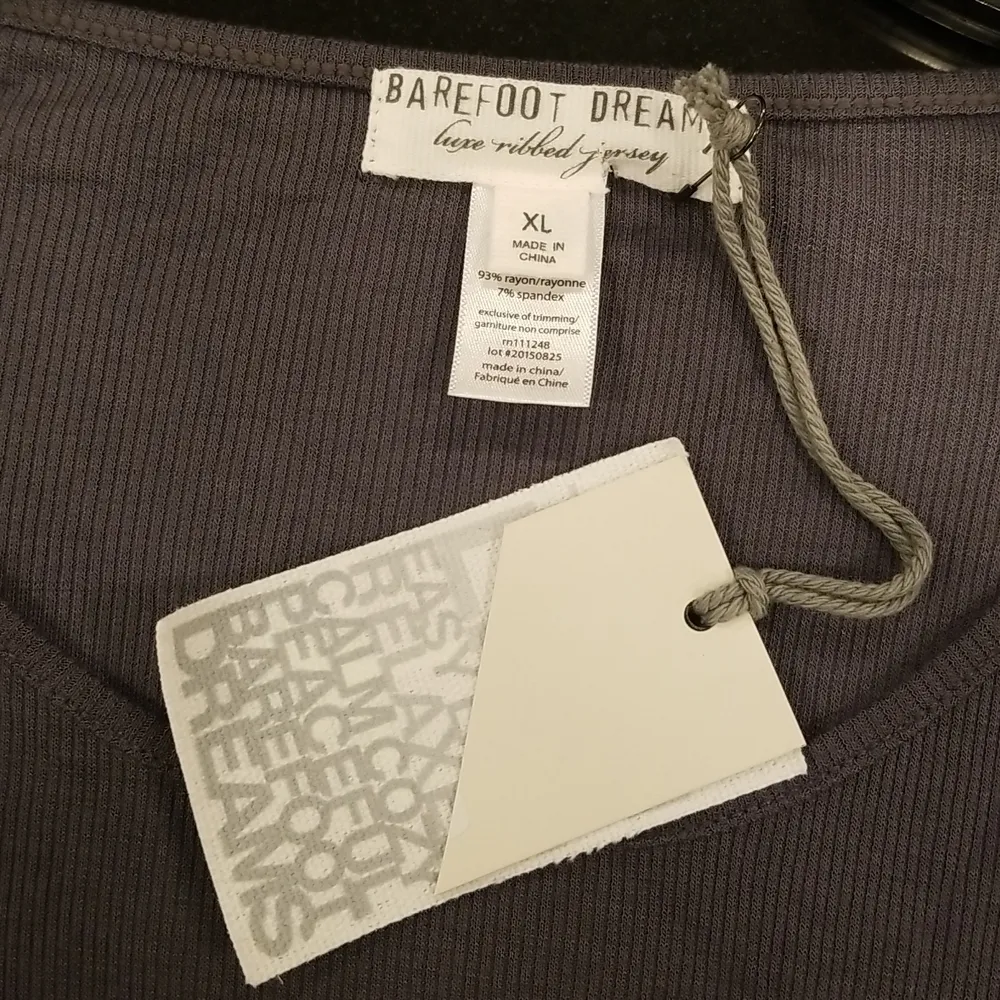 BAREFOOT DREAM
luxe ribbed jersey
XL
MADE IN
CHINA
93% rayon/rayonne
7% spandex
exclusive of trimming/
garniture non comprise
rn111248
lot #20150825
made in china/
Fabriqué en Chine
EASY
RELAXE
CALM COZY
PEACEFUL
BAREFOOT
DREAMS